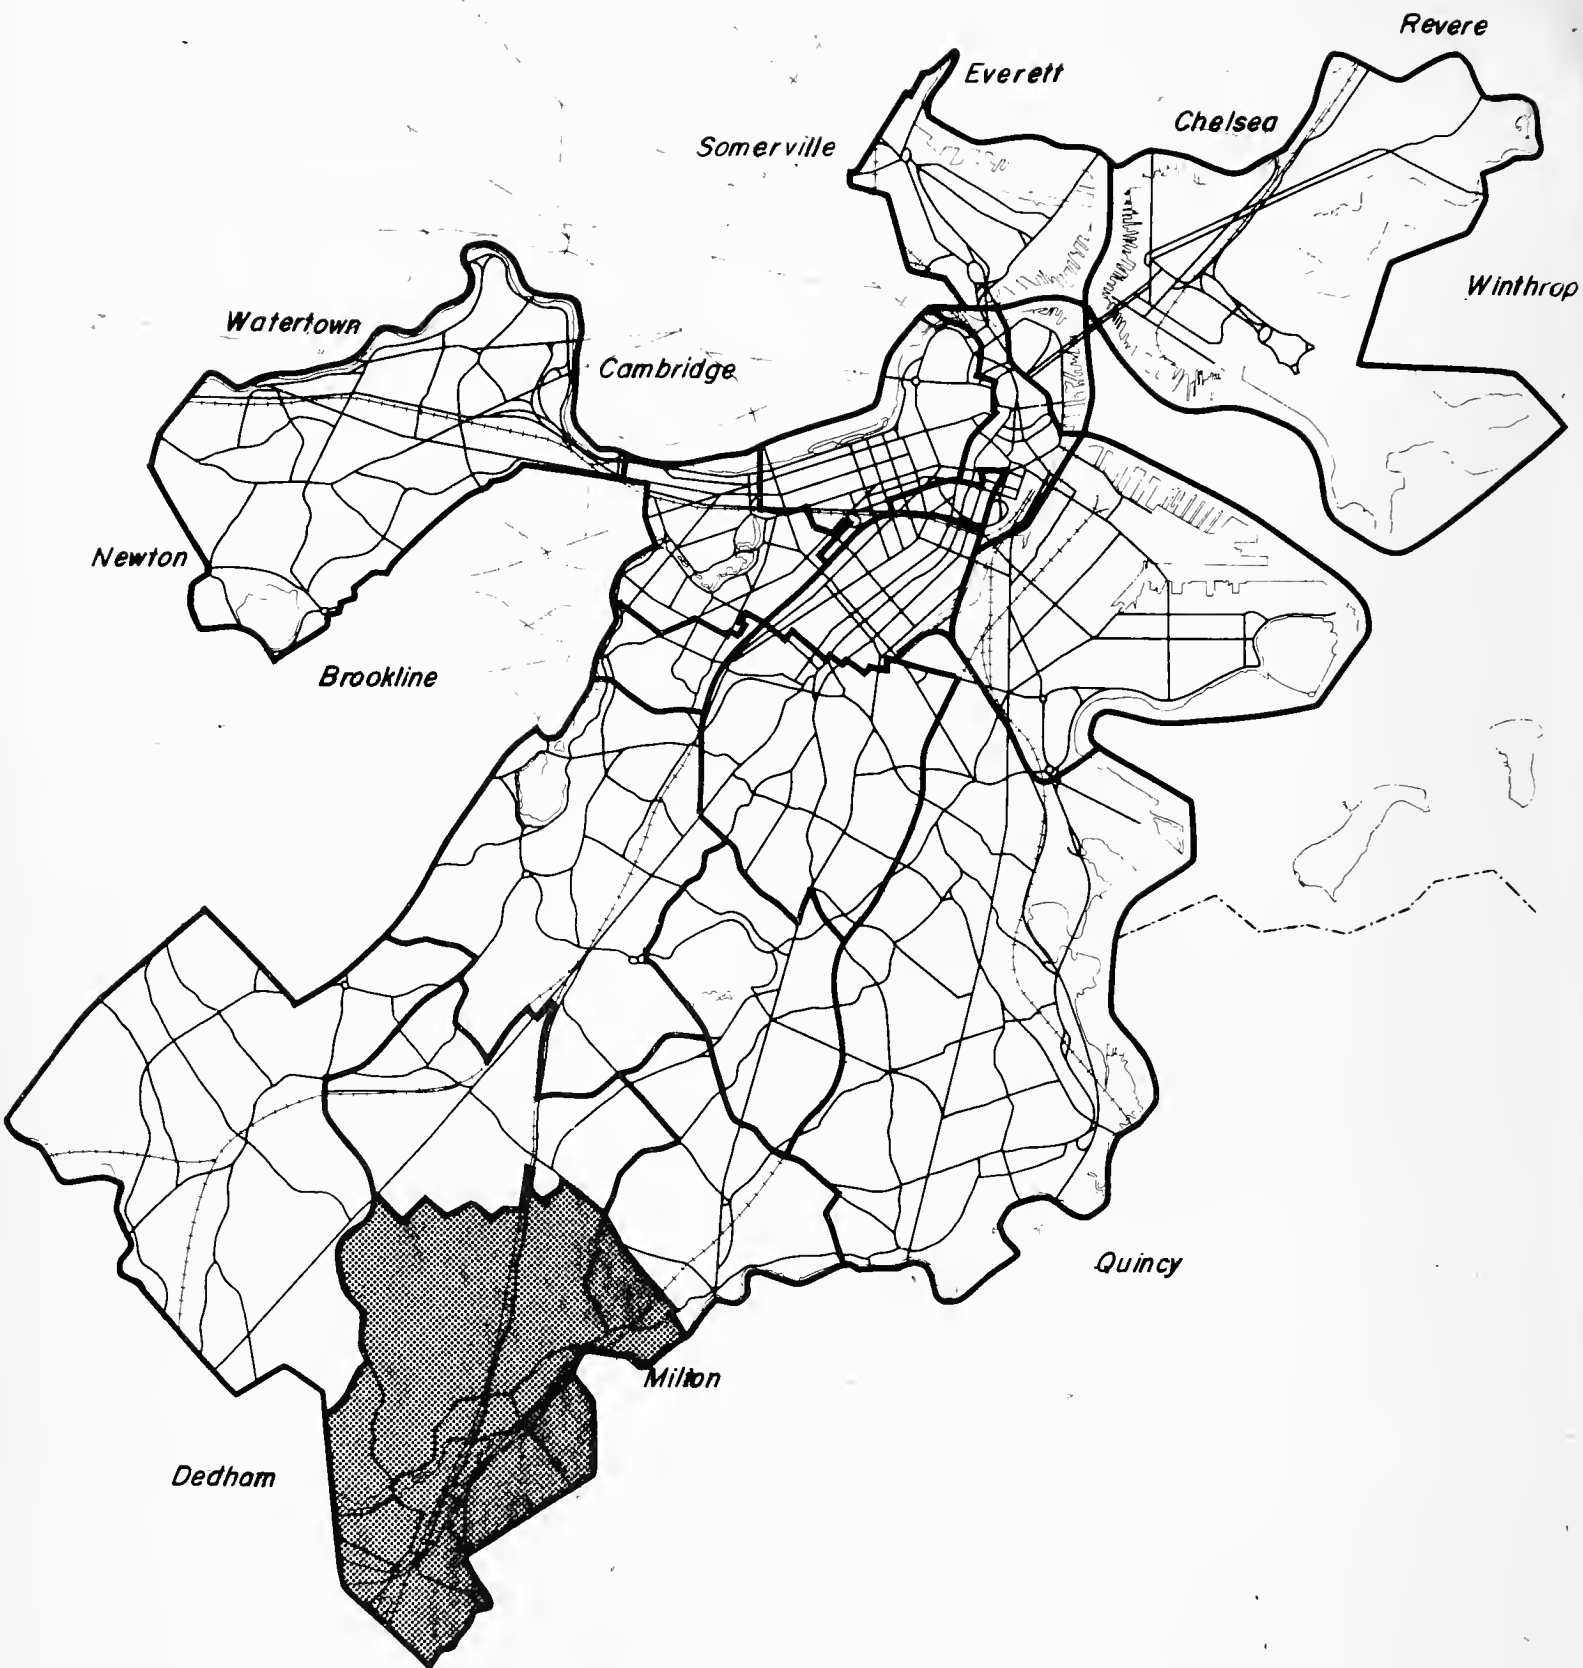 Revere
Everett
Chelsea
Somerville
Winthrop
Watertown
Cambridge
Newton
Brookline
Quincy
Milton
Dedham